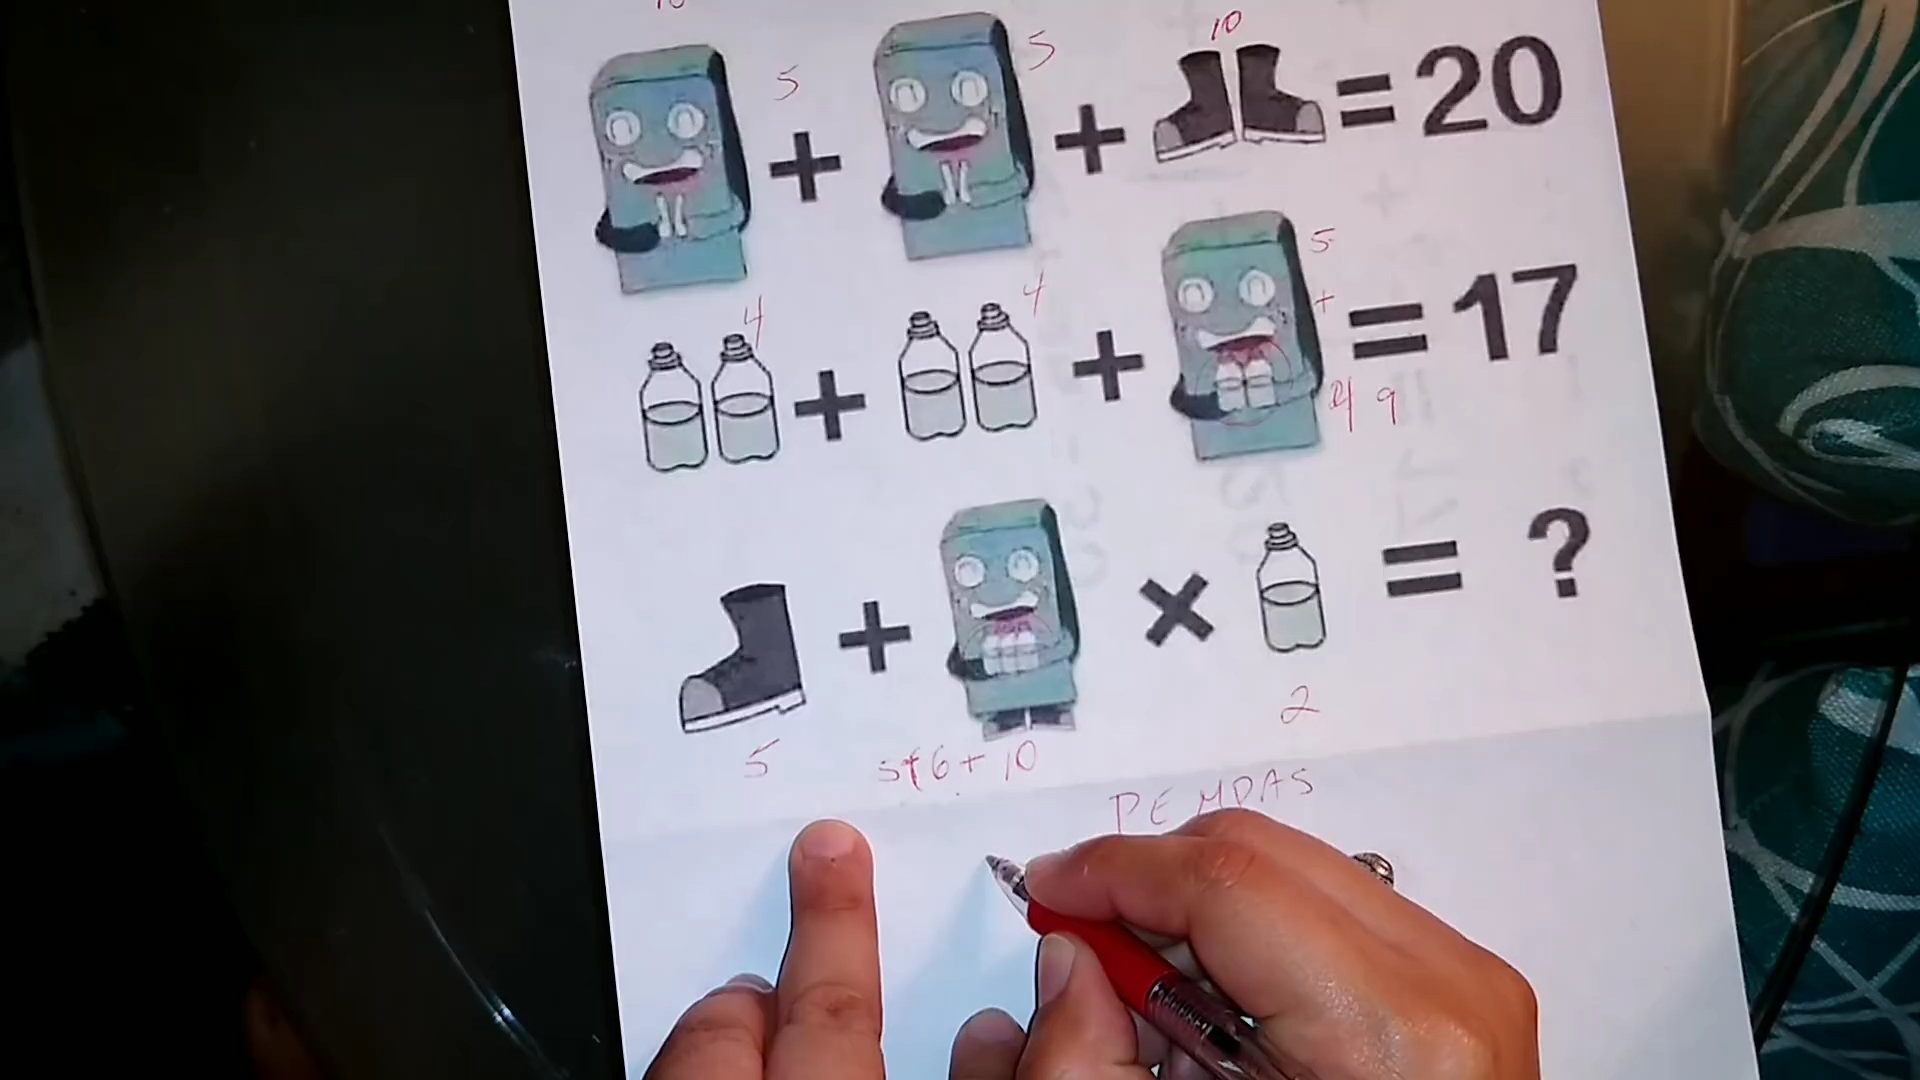 10
5 + 5 + = 20
4 + 4 + 5 + 4 9 = 17
+ × = ?
5 5+6+10 2
PEMDAS